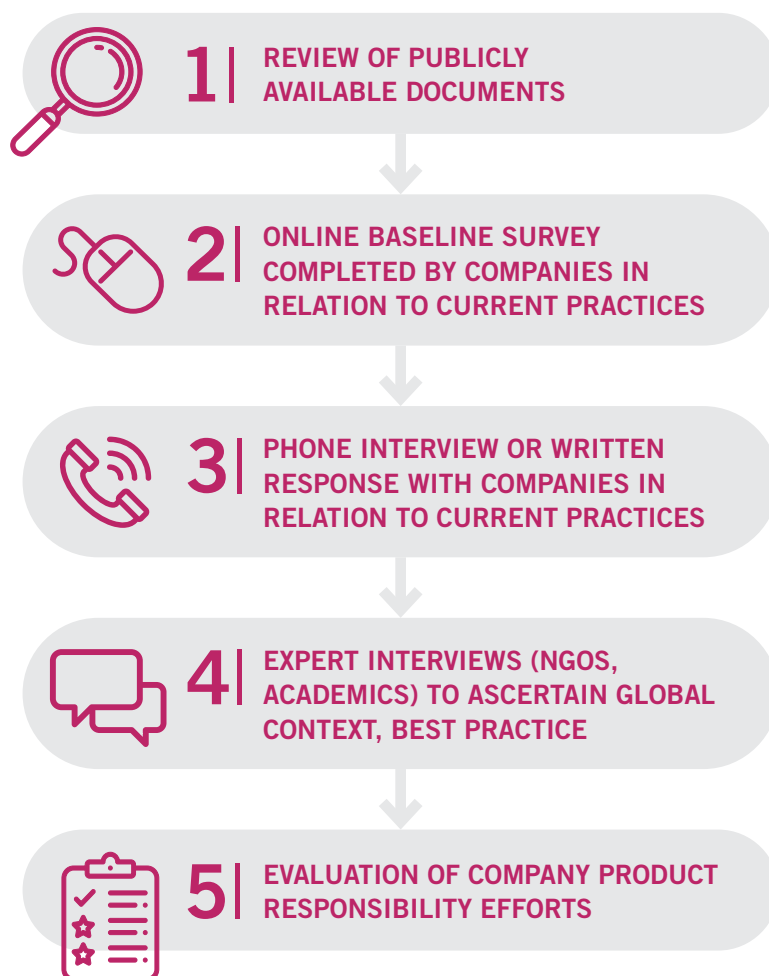 1
REVIEW OF PUBLICLY
AVAILABLE DOCUMENTS
2
ONLINE BASELINE SURVEY
COMPLETED BY COMPANIES IN
RELATION TO CURRENT PRACTICES
3
PHONE INTERVIEW OR WRITTEN
RESPONSE WITH COMPANIES IN
RELATION TO CURRENT PRACTICES
4
EXPERT INTERVIEWS (NGOS,
ACADEMICS) TO ASCERTAIN GLOBAL
CONTEXT, BEST PRACTICE
5
EVALUATION OF COMPANY PRODUCT
RESPONSIBILITY EFFORTS